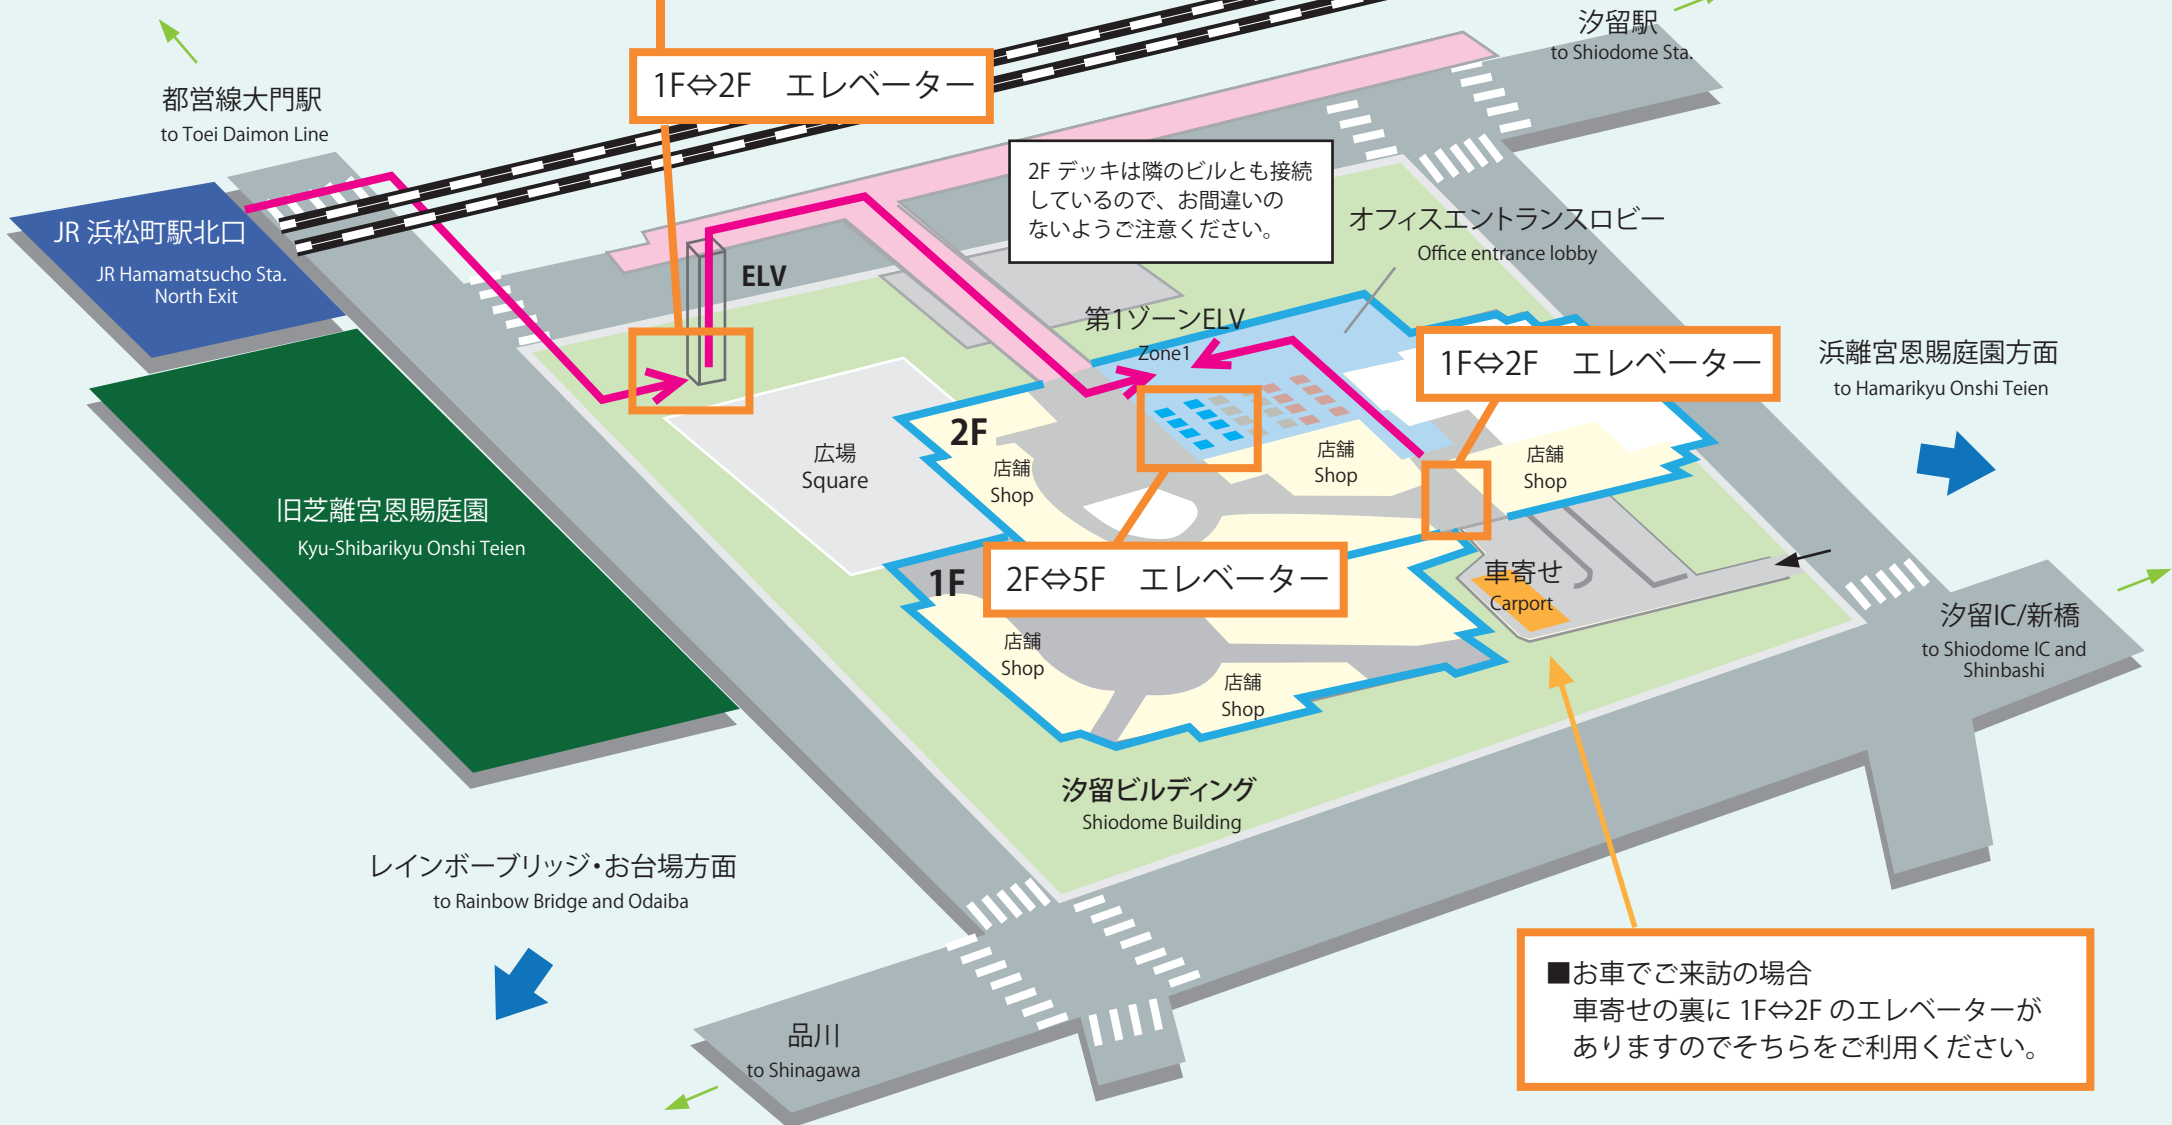 汐留駅
to Shiodome Sta.
1F⇔2F　エレベーター
都営線大門駅
to Toei Daimon Line
2F デッキは隣のビルとも接続
しているので、お間違いの
ないようご注意ください。
JR 浜松町駅北口
JR Hamamatsucho Sta.
North Exit
オフィスエントランスロビー
Office entrance lobby
ELV
第1ゾーンELV
Zone1
1F⇔2F　エレベーター
浜離宮恩賜庭園方面
to Hamarikyu Onshi Teien
2F
広場
Square
店舗
Shop
店舗
Shop
店舗
Shop
旧芝離宮恩賜庭園
Kyu-Shibarikyu Onshi Teien
1F
2F⇔5F　エレベーター
車寄せ
Carport
汐留IC/新橋
to Shiodome IC and
Shinbashi
店舗
Shop
店舗
Shop
汐留ビルディング
Shiodome Building
レインボーブリッジ・お台場方面
to Rainbow Bridge and Odaiba
■お車でご来訪の場合
車寄せの裏に 1F⇔2F のエレベーターが
ありますのでそちらをご利用ください。
品川
to Shinagawa